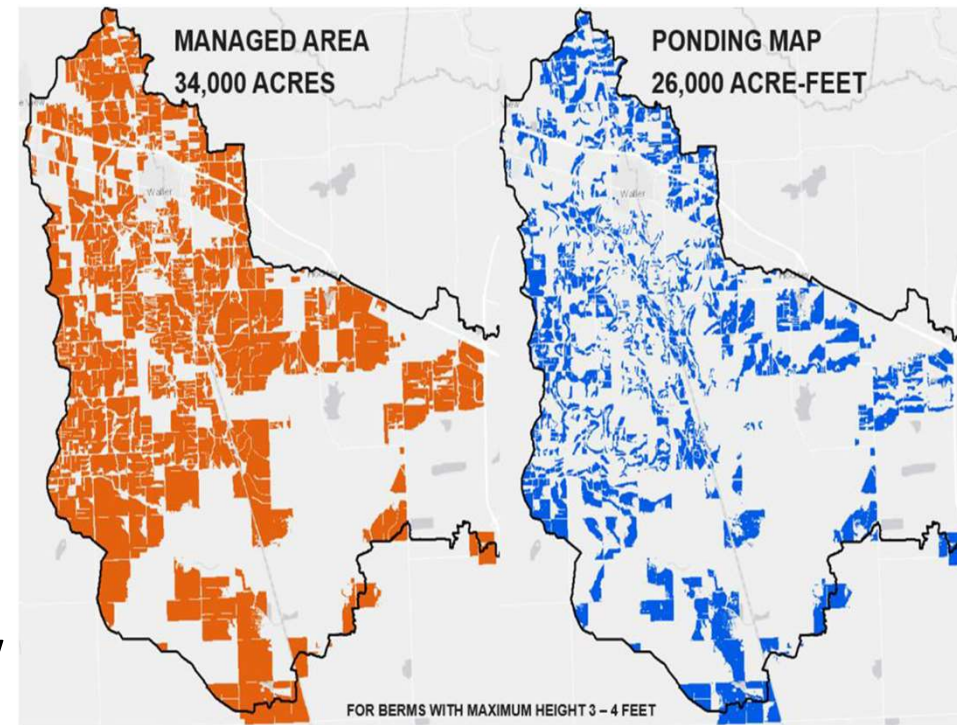 MANAGED AREA
34,000 ACRES
PONDING MAP
26,000 ACRE-FEET
Waller
Waller
FOR BERMS WITH MAXIMUM HEIGHT 3 – 4 FEET